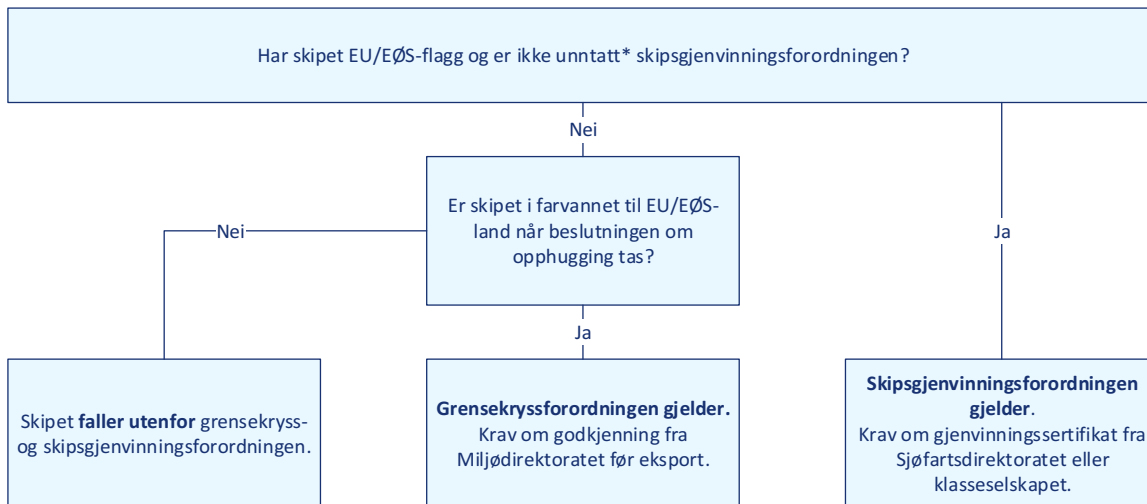 Har skipet EU/EØS-flagg og er ikke unntatt* skipsgjenvinningsforordningen?
Nei
Er skipet i farvannet til EU/EØS-
land når beslutningen om
opphugging tas?
Nei
Ja
Ja
Skipet faller utenfor grensekryss-
og skipsgjenvinningsforordningen.
Grensekryssforordningen gjelder.
Krav om godkjenning fra
Miljødirektoratet før eksport.
Skipsgjenvinningsforordningen
gjelder.
Krav om gjenvinningssertifikat fra
Sjøfartsdirektoratet eller
klasseselskapet.